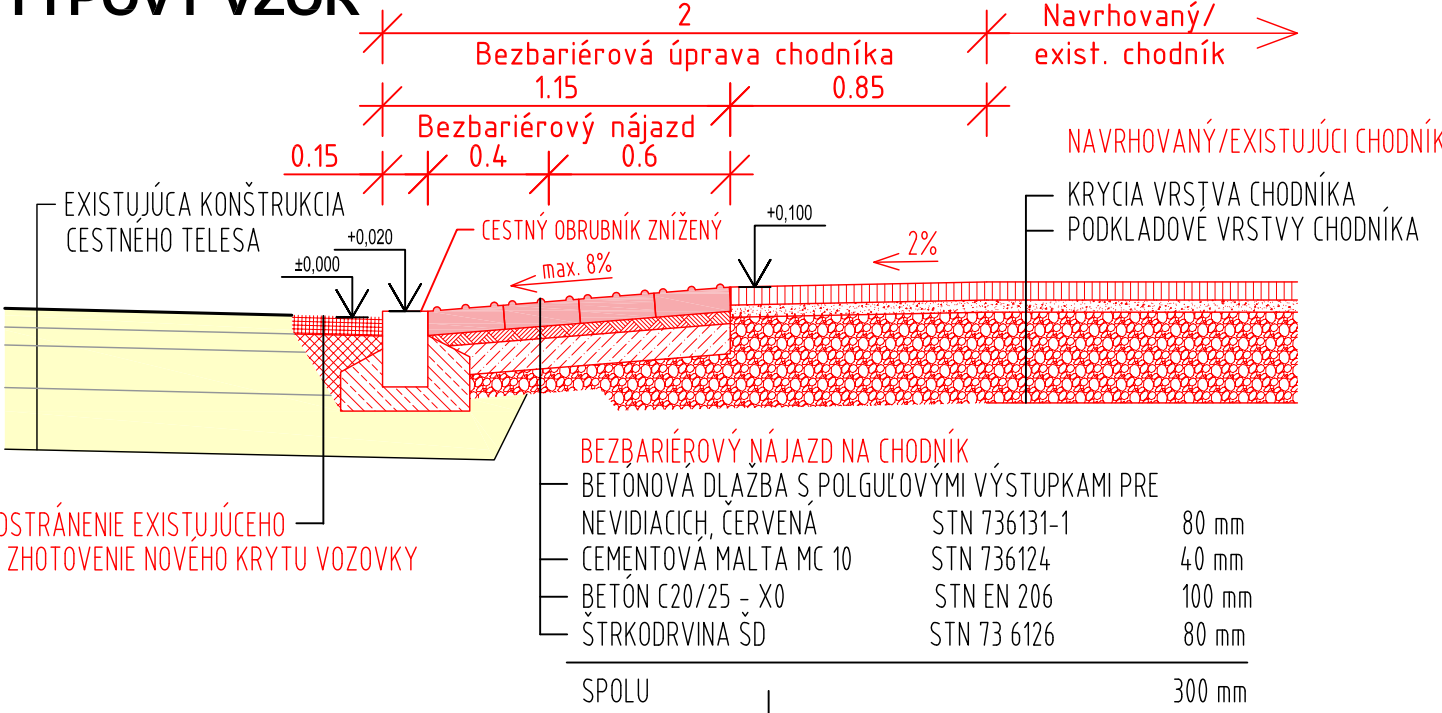 TYPOVÝ VZOR
2
Navrhovaný/
Bezbariérová úprava chodníka
exist. chodník
1.15
0.85
Bezbariérový nájazd
0.15
0.4
0.6
NAVRHOVANÝ/EXISTUJÚCI CHODNÍK
KRYCIA VRSTVA CHODNÍKA
PODKLADOVÉ VRSTVY CHODNÍKA
EXISTUJÚCA KONŠTRUKCIA
CESTNÉHO TELESA
CESTNÝ OBRUBNÍK ZNÍŽENÝ
+0,100
+0,020
±0,000
max. 8%
2%
BEZBARIÉROVÝ NÁJAZD NA CHODNÍK
BETÓNOVÁ DLAŽBA S POLGUĽOVÝMI VÝSTUPKAMI PRE
NEVIDIACICH, ČERVENÁ STN 736131-1 80 mm
CEMENTOVÁ MALTA MC 10 STN 736124 40 mm
BETÓN C20/25 - X0 STN EN 206 100 mm
ŠTRKODRVINA ŠD STN 73 6126 80 mm
SPOLU 300 mm
OSTRÁNENIE EXISTUJÚCEHO
ZHOTOVENIE NOVÉHO KRYTU VOZOVKY